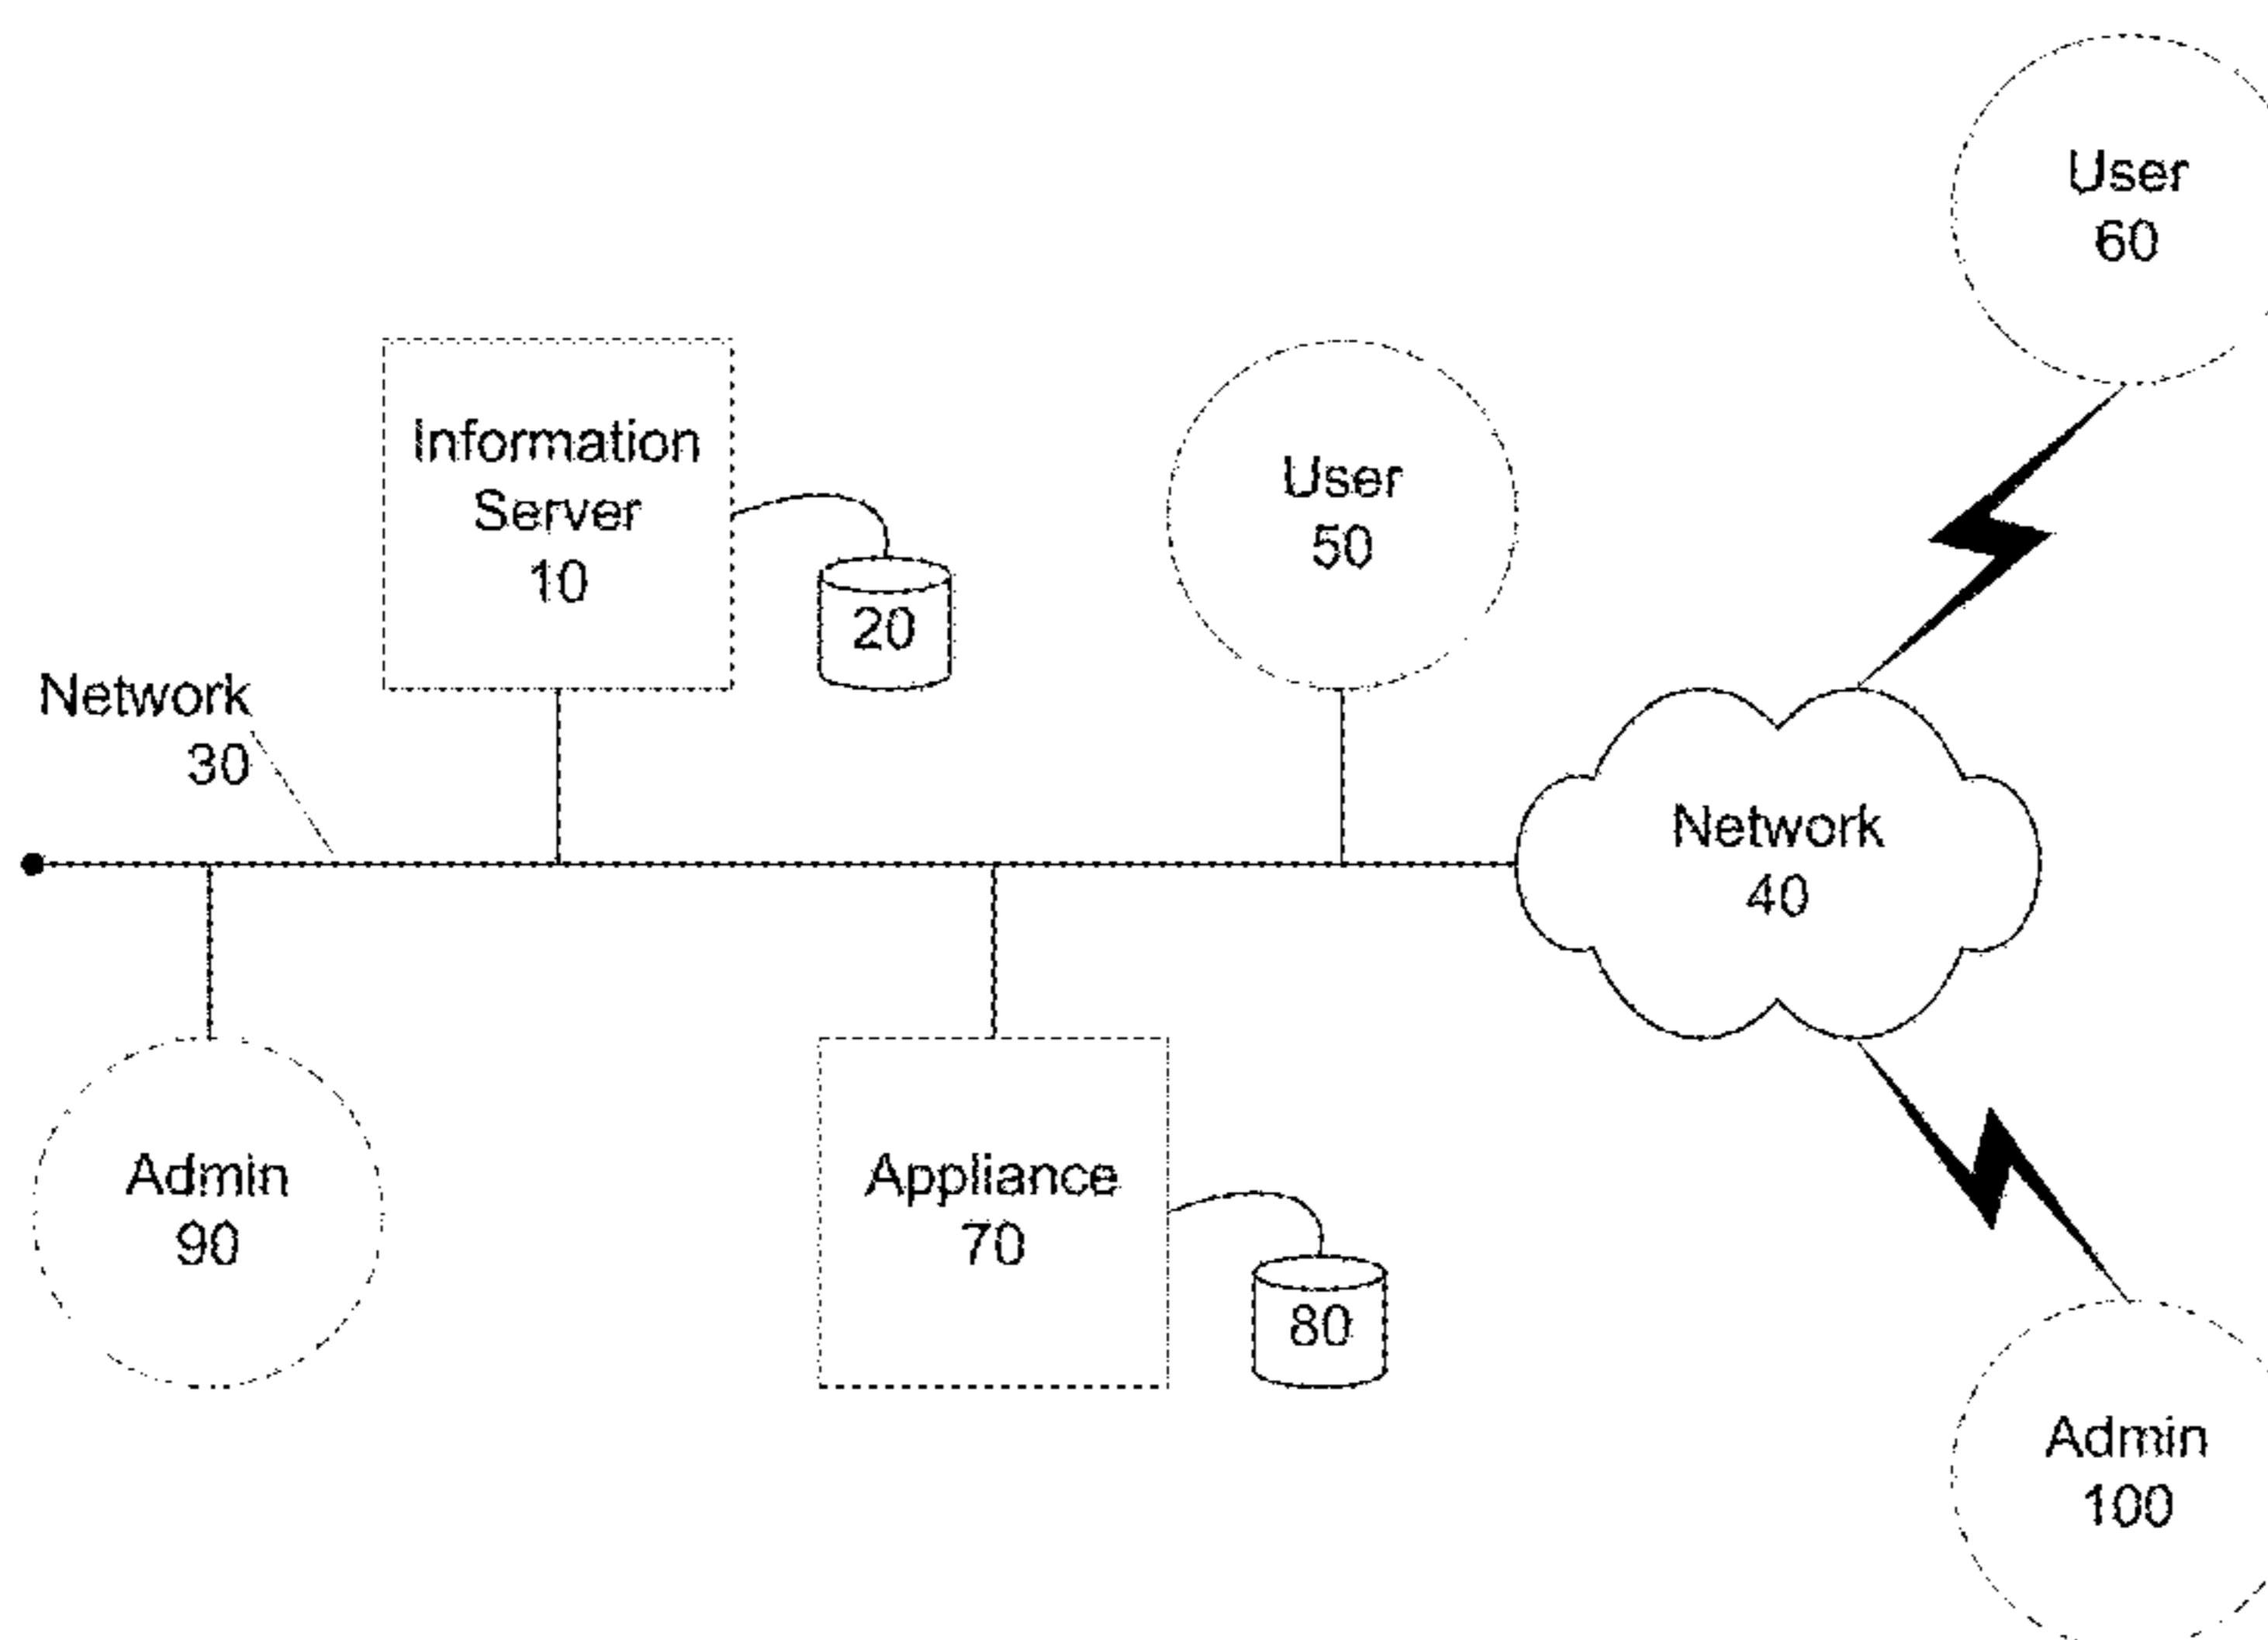 User
60
Information
Server
10
20
User
50
Network
30
Network
40
Admin
90
Appliance
70
80
Admin
100